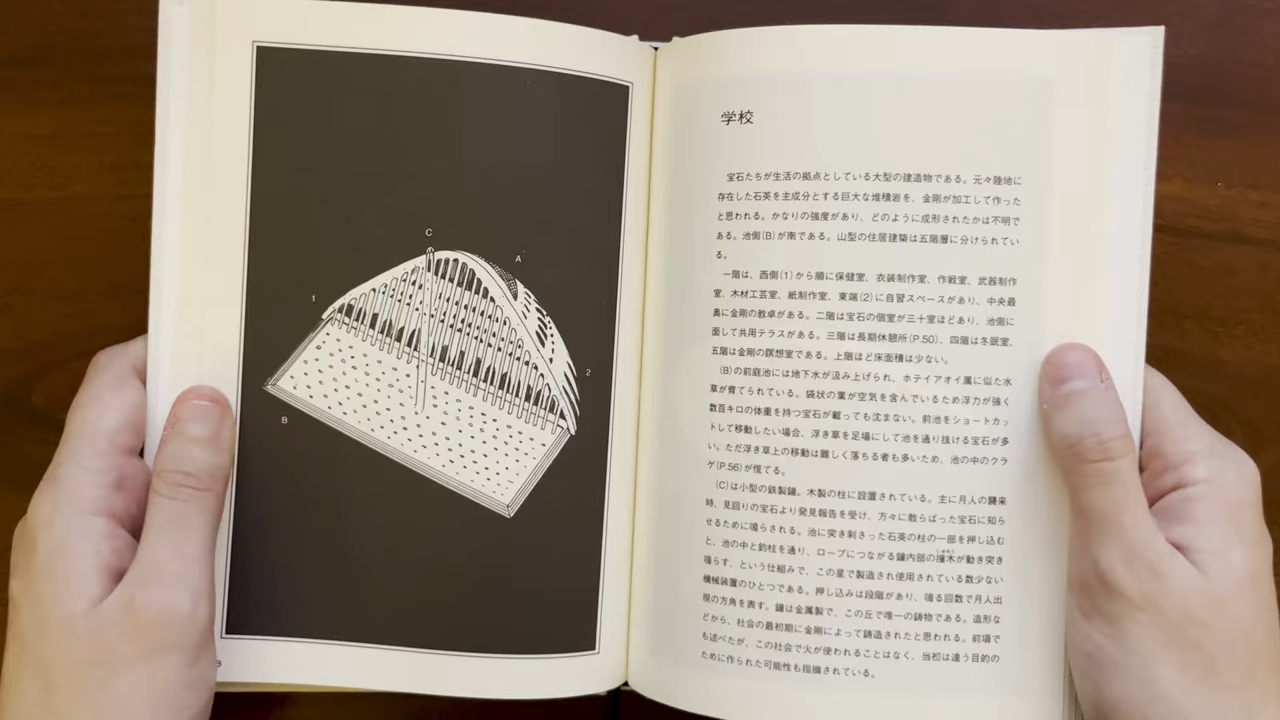 C
A
1
2
B
8
学校
宝石たちが生活の拠点としている大型の建造物である。元々陸地に
存在した石英を主成分とする巨大な堆積岩を、金剛が加工して作った
と思われる。かなりの強度があり、どのように成形されたかは不明で
ある。池側(B)が南である。山型の住居建築は五階層に分けられてい
る。
一階は、西側(1)から順に保健室、衣装制作室、作戦室、武器制作
室、木材工芸室、紙制作室、東端(2)に自習スペースがあり、中央最
奥に金剛の教卓がある。二階は宝石の個室が三十室ほどあり、池側に
面して共用テラスがある。三階は長期休憩所(P.50)、四階は冬眠室、
五階は金剛の瞑想室である。上階ほど床面積は少ない。
(B)の前庭池には地下水が汲み上げられ、ホテイアオイ属に似た水
草が育てられている。袋状の葉が空気を含んでいるため浮力が強く
数百キロの体重を持つ宝石が載っても沈まない。前池をショートカッ
トして移動したい場合、浮き草を足場にして池を通り抜ける宝石が多
い。ただ浮き草上の移動は難しく落ちる者も多いため、池の中のクラ
ゲ(P.56)が慌てる。
(C)は小型の鉄製鐘。木製の柱に設置されている。主に月人の襲来
時、見回りの宝石より発見報告を受け、方々に散らばった宝石に知ら
せるために鳴らされる。池に突き刺さった石英の柱の一部を押し込む
と、池の中と釣柱を通り、ロープにつながる鐘内部の撞木が動き突き
鳴らす、という仕組みで、この星で製造され使用されている数少ない
機械装置のひとつである。押し込みは段階があり、鳴る回数で月人出
現の方角を表す。鐘は金属製で、この丘で唯一の鋳物である。造形な
どから、社会の最初期に金剛によって鋳造されたと思われる。前項で
も述べたが、この社会で火が使われることはなく、当初は違う目的の
ために作られた可能性も指摘されている。